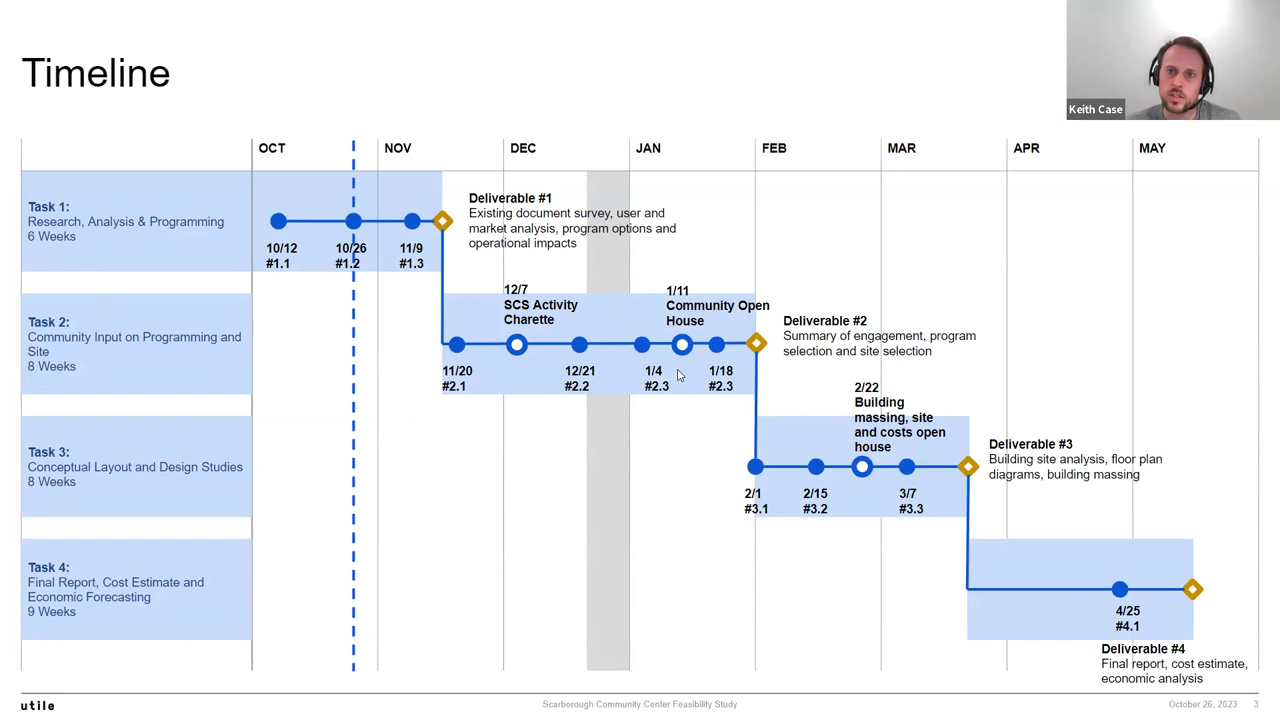 Timeline
Keith Case
OCT
NOV
DEC
JAN
FEB
MAR
APR
MAY
Task 1:
Research, Analysis & Programming
6 Weeks
10/12
#1.1
10/26
#1.2
11/9
#1.3
Deliverable #1
Existing document survey, user and
market analysis, program options and
operational impacts
Task 2:
Community Input on Programming and
Site
8 Weeks
12/7
SCS Activity
Charette
1/11
Community Open
House
11/20
#2.1
12/21
#2.2
1/4
#2.3
1/18
#2.3
Deliverable #2
Summary of engagement, program
selection and site selection
Task 3:
Conceptual Layout and Design Studies
8 Weeks
2/22
Building
massing, site
and costs open
house
2/1
#3.1
2/15
#3.2
3/7
#3.3
Deliverable #3
Building site analysis, floor plan
diagrams, building massing
Task 4:
Final Report, Cost Estimate and
Economic Forecasting
9 Weeks
4/25
#4.1
Deliverable #4
Final report, cost estimate,
economic analysis
utile
Scarborough Community Center Feasibility Study
October 26, 2023
3